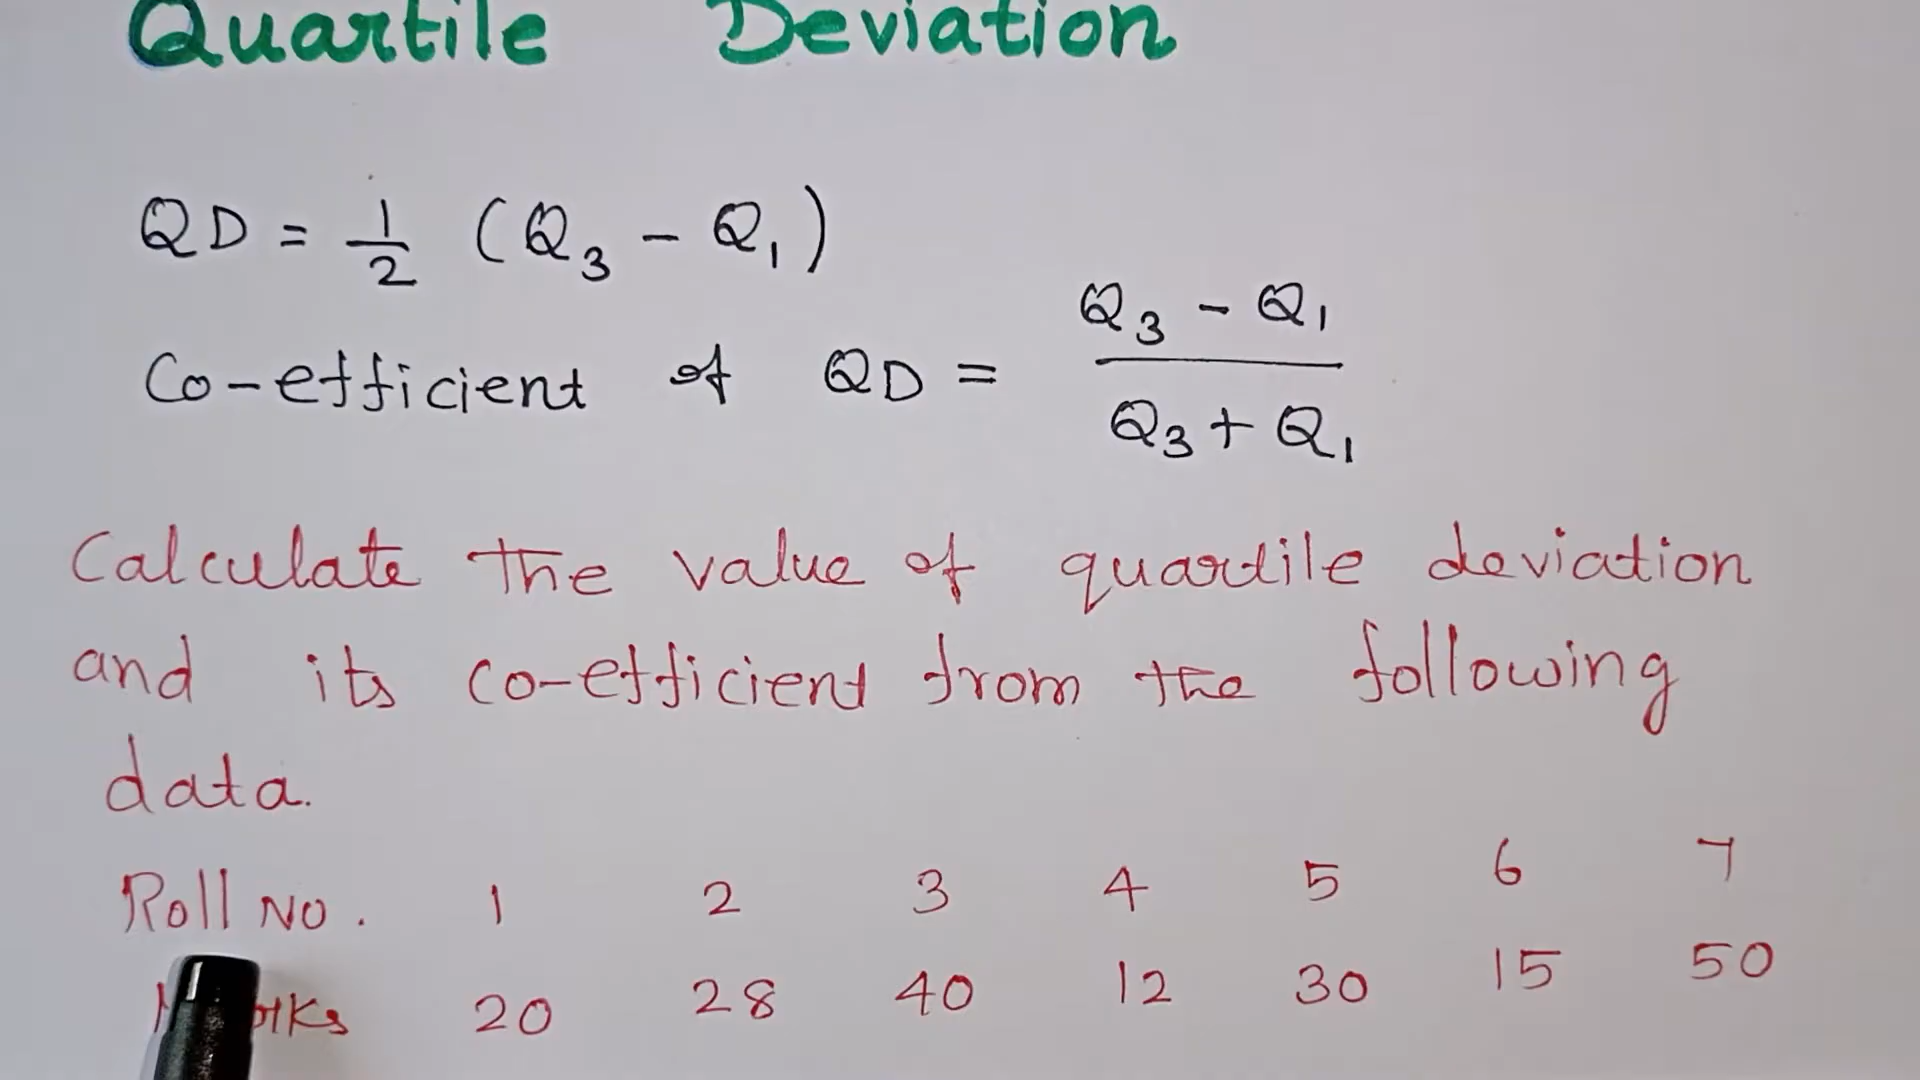 Quartile Deviation
QD = 1/2 (Q3 - Q1)
Co-efficient of QD = (Q3 - Q1)/(Q3 + Q1)
Calculate the value of quartile deviation
and its co-efficient from the following
data.
Roll No. 1 2 3 4 5 6 7
20 28 40 12 30 15 50